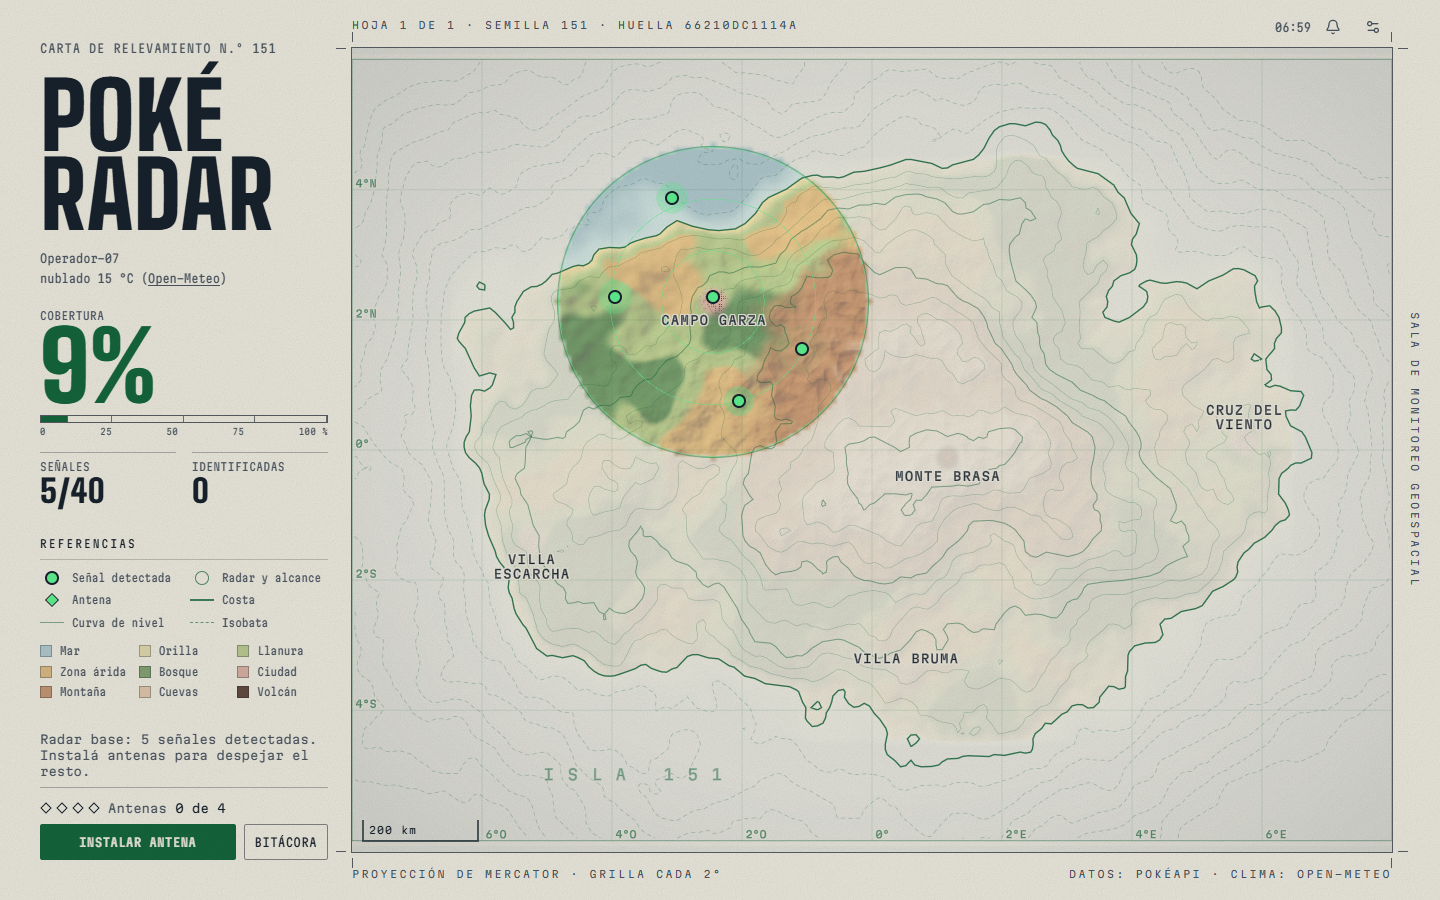 HOJA 1 DE 1 · SEMILLA 151 · HUELLA 66210DC1114A
06:59
CARTA DE RELEVAMIENTO N.° 151
POKÉ
RADAR
Operador-07
nublado 15 °C (Open-Meteo)
COBERTURA
9%
0 25 50 75 100 %
SEÑALES
5/40
IDENTIFICADAS
0
REFERENCIAS
Señal detectada
Radar y alcance
Antena
Costa
Curva de nivel
Isobata
Mar
Orilla
Llanura
Zona árida
Bosque
Ciudad
Montaña
Cuevas
Volcán
Radar base: 5 señales detectadas.
Instalá antenas para despejar el
resto.
Antenas 0 de 4
INSTALAR ANTENA
BITÁCORA
4°N
2°N
0°
2°S
4°S
CAMPO GARZA
CRUZ DEL
VIENTO
MONTE BRASA
VILLA
ESCARCHA
VILLA BRUMA
ISLA 151
200 km
6°O
4°O
2°O
0°
2°E
4°E
6°E
SALA DE MONITOREO GEOESPACIAL
PROYECCIÓN DE MERCATOR · GRILLA CADA 2°
DATOS: POKÉAPI · CLIMA: OPEN-METEO